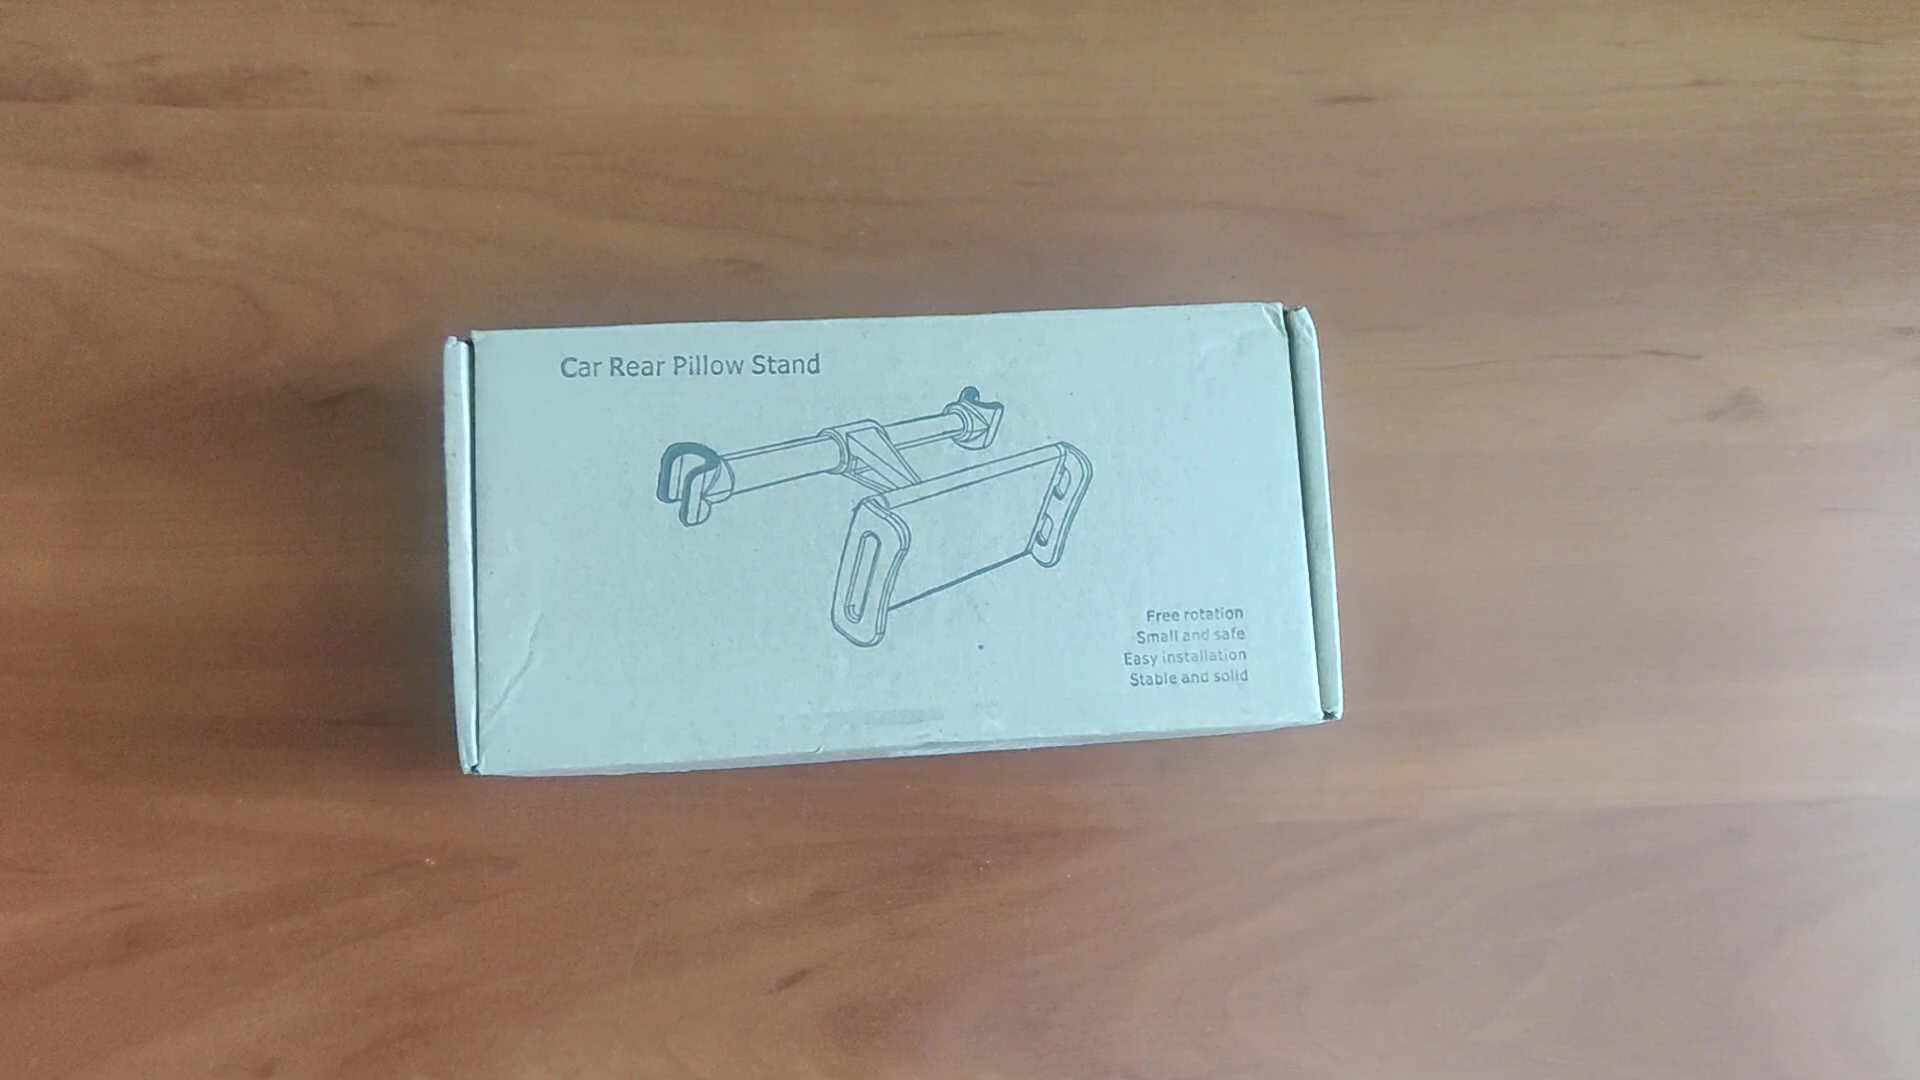 Car Rear Pillow Stand
Free rotation
Small and safe
Easy installation
Stable and solid